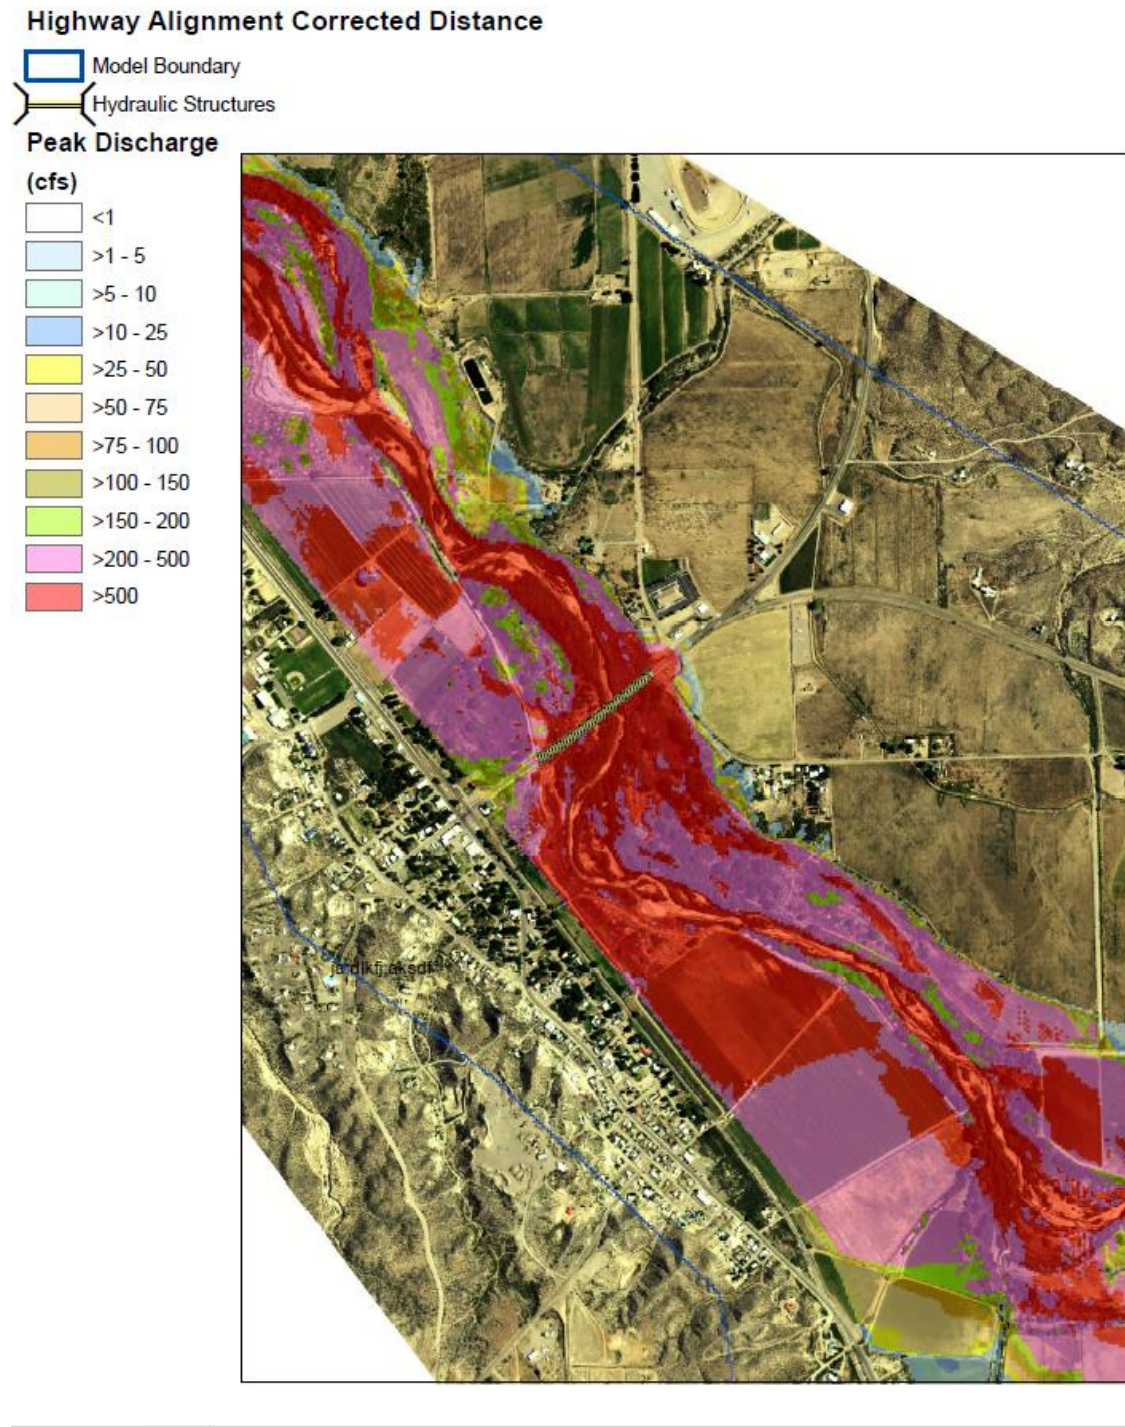 Highway Alignment Corrected Distance
Model Boundary
Hydraulic Structures
Peak Discharge
(cfs)
<1
>1 - 5
>5 - 10
>10 - 25
>25 - 50
>50 - 75
>75 - 100
>100 - 150
>150 - 200
>200 - 500
>500